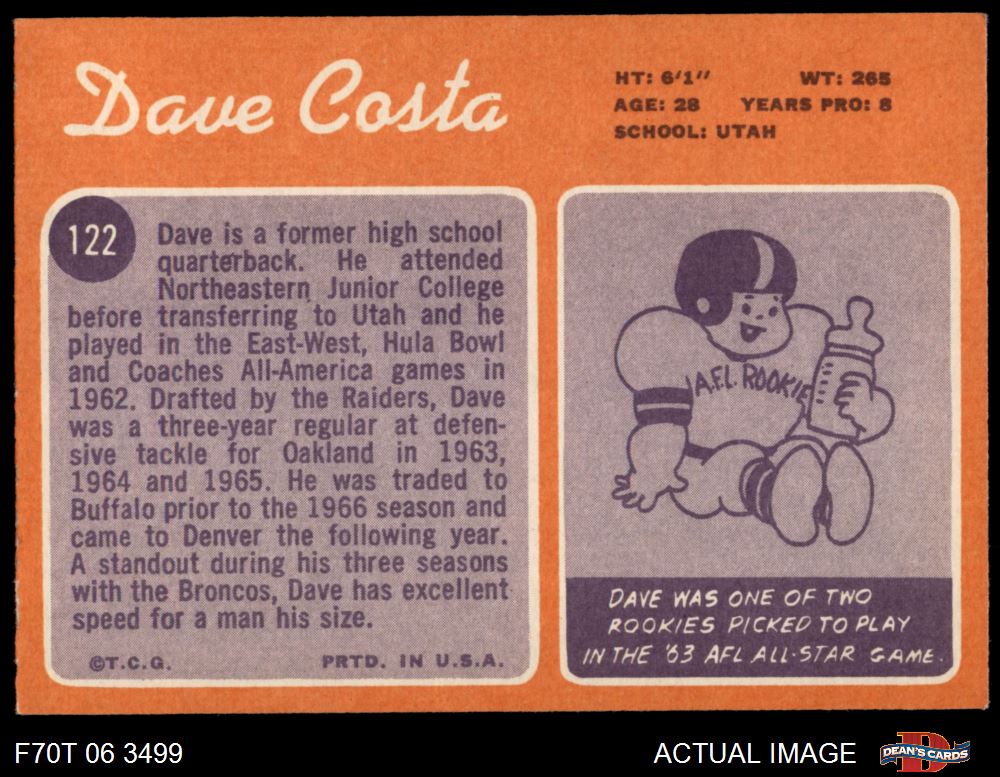 Dave Costa
HT: 6'1" WT: 265
AGE: 28 YEARS PRO: 8
SCHOOL: UTAH
122
Dave is a former high school
quarterback. He attended
Northeastern Junior College
before transferring to Utah and he
played in the East-West, Hula Bowl
and Coaches All-America games in
1962. Drafted by the Raiders, Dave
was a three-year regular at defen-
sive tackle for Oakland in 1963,
1964 and 1965. He was traded to
Buffalo prior to the 1966 season and
came to Denver the following year.
A standout during his three seasons
with the Broncos, Dave has excellent
speed for a man his size.
©T.C.G. PRTD. IN U.S.A.
A.F.L. ROOKIE
DAVE WAS ONE OF TWO
ROOKIES PICKED TO PLAY
IN THE '63 AFL ALL-STAR GAME.
F70T 06 3499
ACTUAL IMAGE
D
DEAN'S CARDS